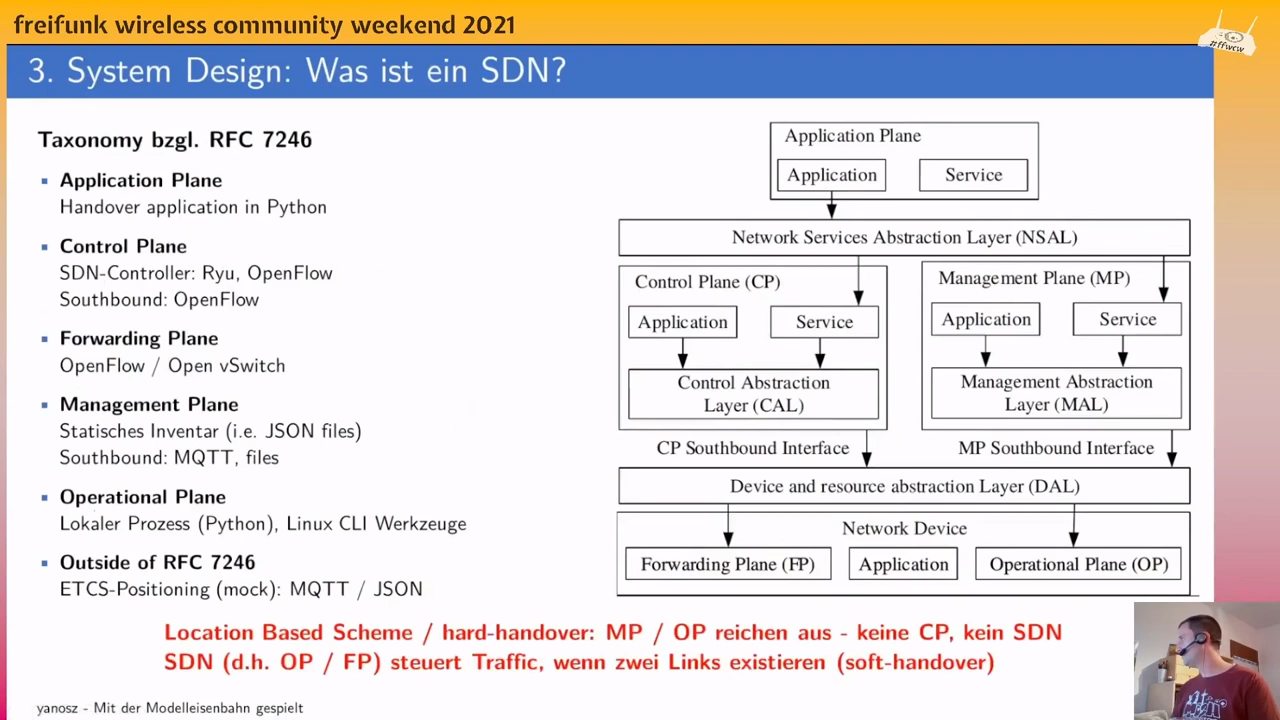 freifunk wireless community weekend 2021
#ffwcw
3. System Design: Was ist ein SDN?
Taxonomy bzgl. RFC 7246
Application Plane
Handover application in Python
Control Plane
SDN-Controller: Ryu, OpenFlow
Southbound: OpenFlow
Forwarding Plane
OpenFlow / Open vSwitch
Management Plane
Statisches Inventar (i.e. JSON files)
Southbound: MQTT, files
Operational Plane
Lokaler Prozess (Python), Linux CLI Werkzeuge
Outside of RFC 7246
ETCS-Positioning (mock): MQTT / JSON
Application Plane
Application
Service
Network Services Abstraction Layer (NSAL)
Control Plane (CP)
Application
Service
Control Abstraction
Layer (CAL)
Management Plane (MP)
Application
Service
Management Abstraction
Layer (MAL)
CP Southbound Interface
MP Southbound Interface
Device and resource abstraction Layer (DAL)
Network Device
Forwarding Plane (FP)
Application
Operational Plane (OP)
Location Based Scheme / hard-handover: MP / OP reichen aus - keine CP, kein SDN
SDN (d.h. OP / FP) steuert Traffic, wenn zwei Links existieren (soft-handover)
yanosz - Mit der Modelleisenbahn gespielt